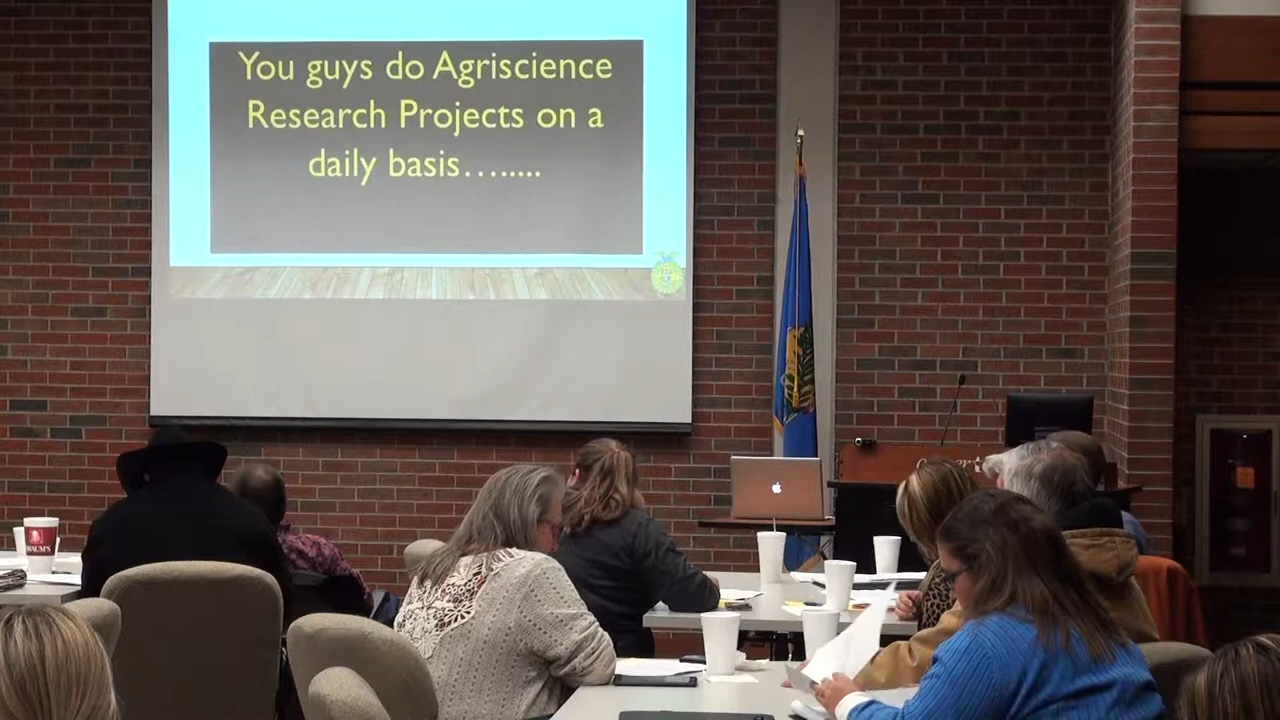 You guys do Agriscience
Research Projects on a
daily basis….....